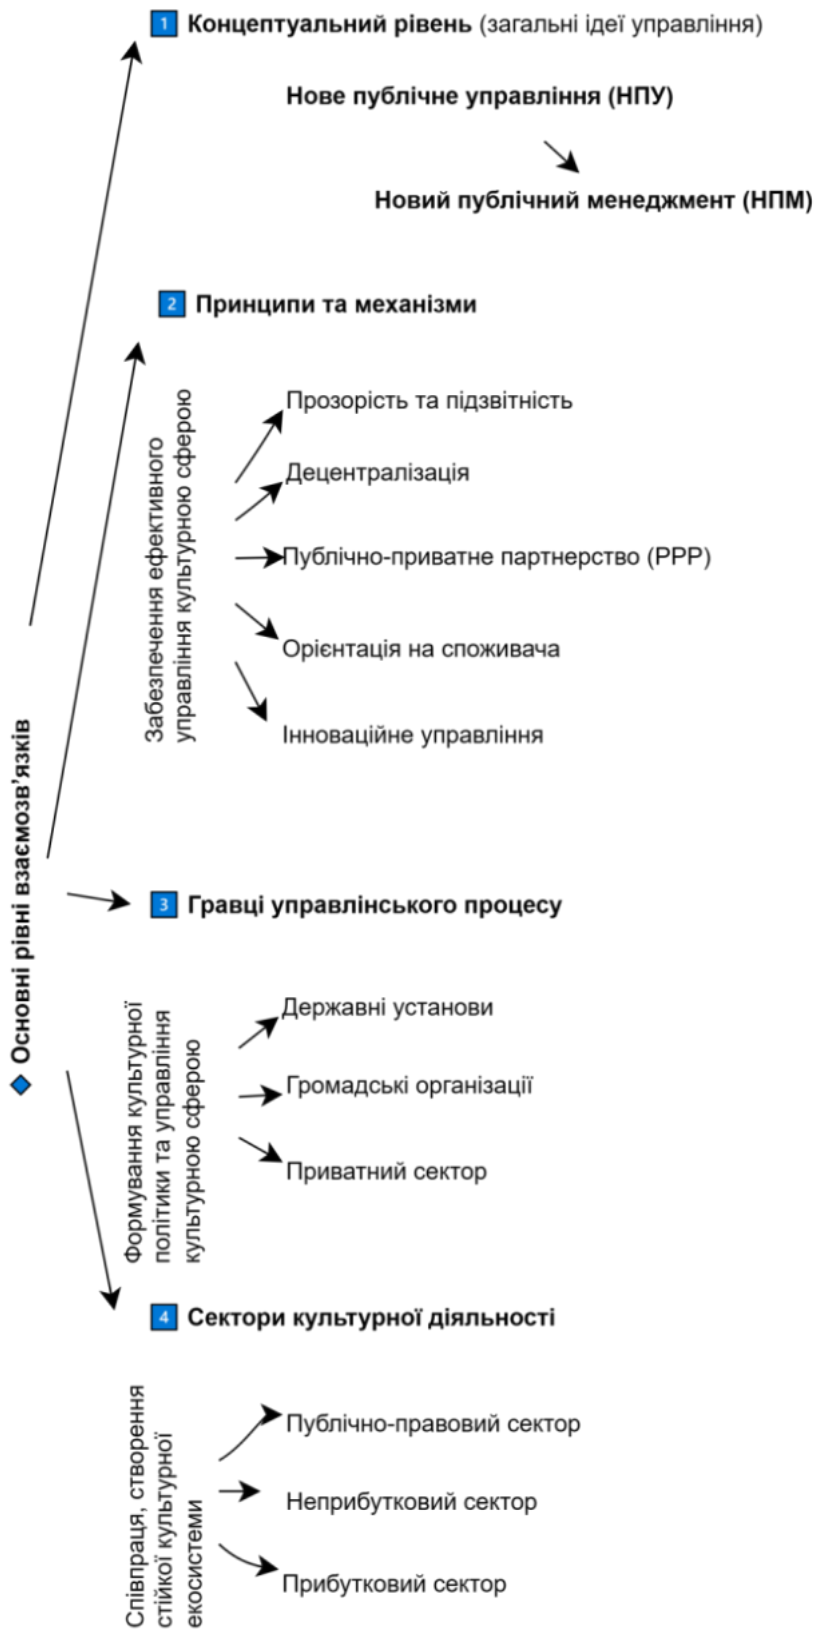 1 Концептуальний рівень (загальні ідеї управління)
Нове публічне управління (НПУ)
Новий публічний менеджмент (НПМ)
Основні рівні взаємозв'язків
2 Принципи та механізми
Забезпечення ефективного
управління культурною сферою
Прозорість та підзвітність
Децентралізація
Публічно-приватне партнерство (PPP)
Орієнтація на споживача
Інноваційне управління
3 Гравці управлінського процесу
Формування культурної
політики та управління
культурною сферою
Державні установи
Громадські організації
Приватний сектор
4 Сектори культурної діяльності
Співпраця, створення
стійкої культурної
екосистеми
Публічно-правовий сектор
Неприбутковий сектор
Прибутковий сектор